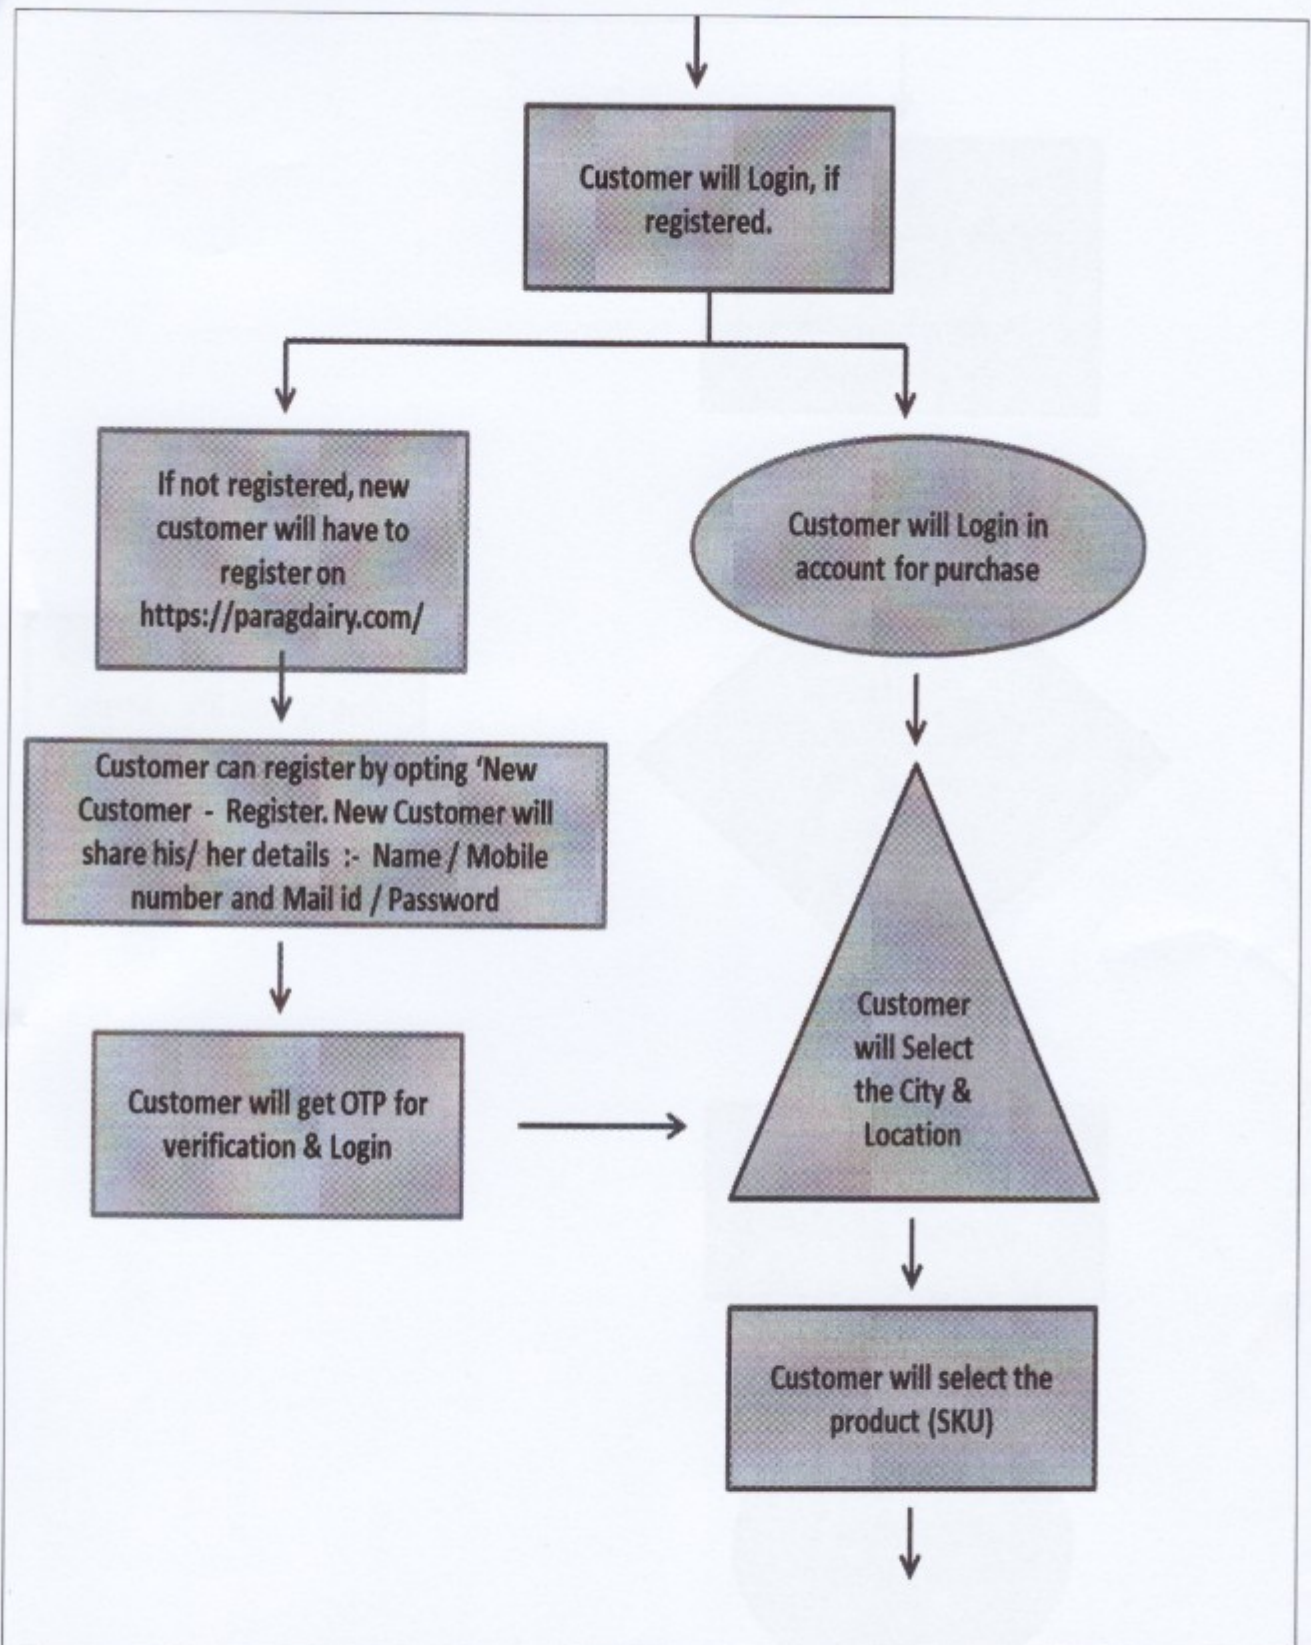 Customer will Login, if
registered.
If not registered, new
customer will have to
register on
https://paragdairy.com/
Customer will Login in
account for purchase
Customer can register by opting ‘New
Customer - Register. New Customer will
share his/ her details :- Name / Mobile
number and Mail id / Password
Customer will get OTP for
verification & Login
Customer
will Select
the City &
Location
Customer will select the
product (SKU)